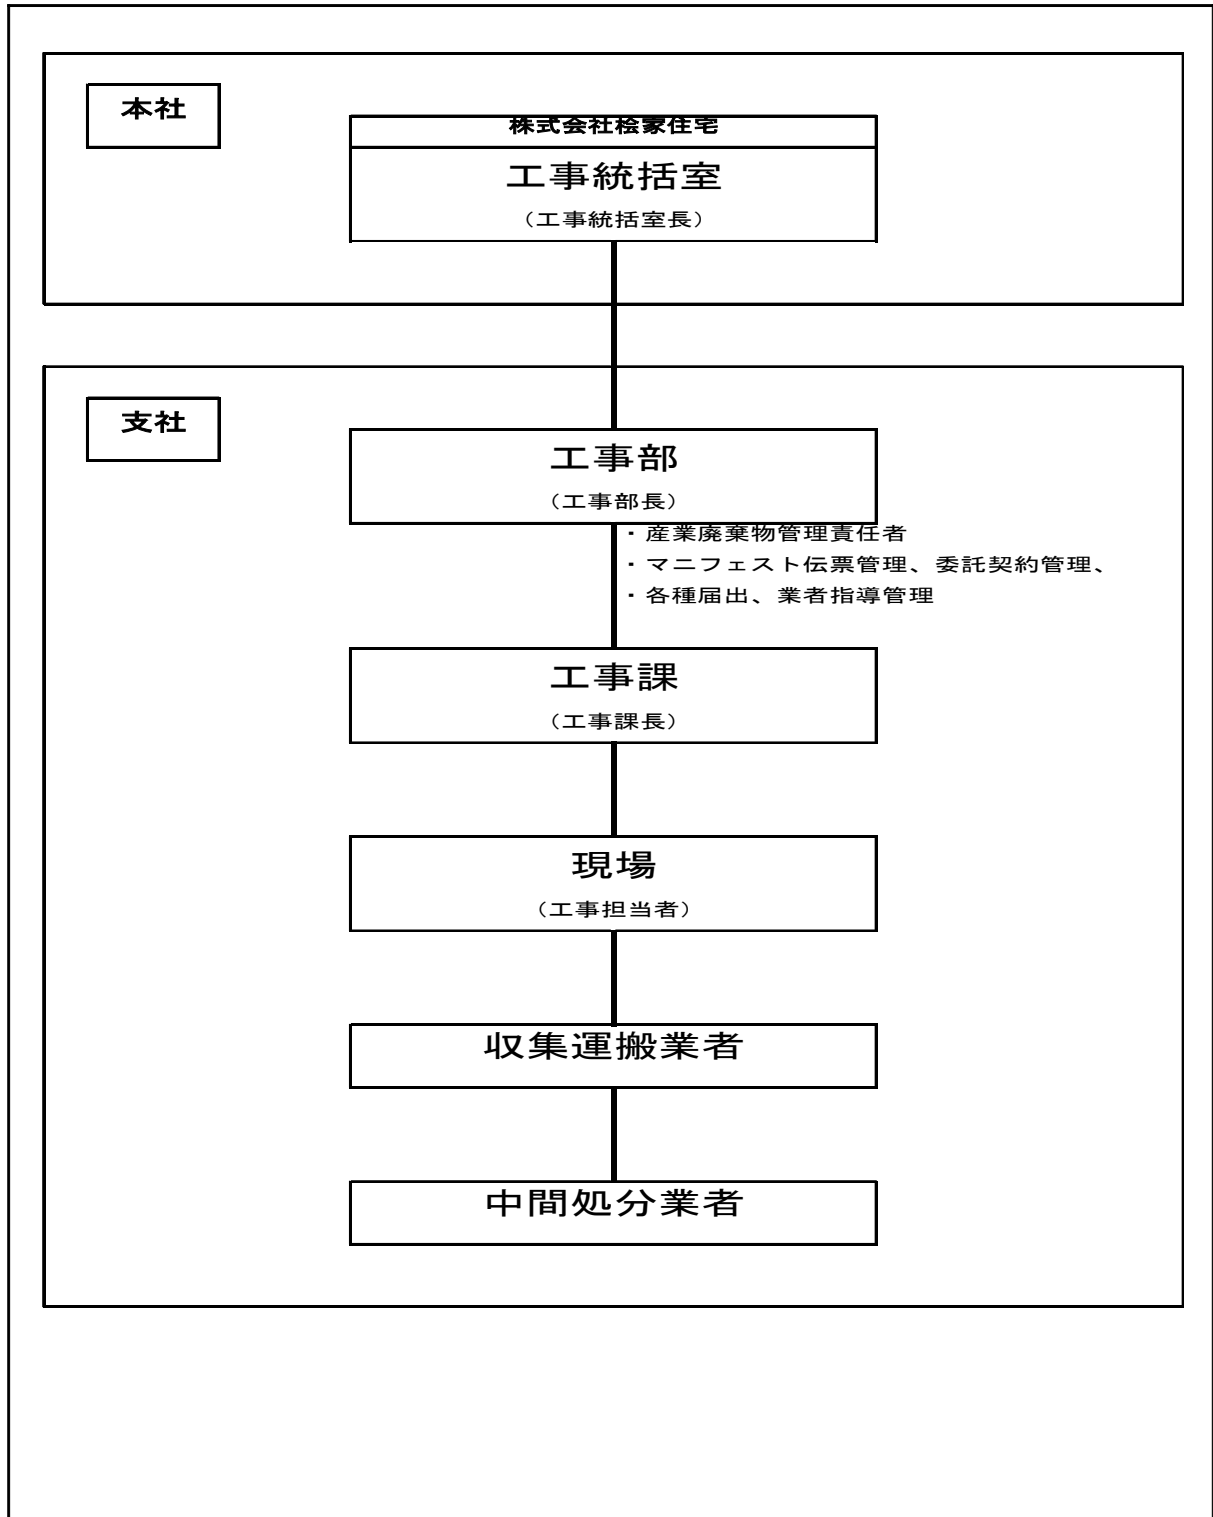 本社
株式会社桧家住宅
工事統括室
（工事統括室長）
支社
工事部
（工事部長）
・産業廃棄物管理責任者
・マニフェスト伝票管理、委託契約管理、
・各種届出、業者指導管理
工事課
（工事課長）
現場
（工事担当者）
収集運搬業者
中間処分業者